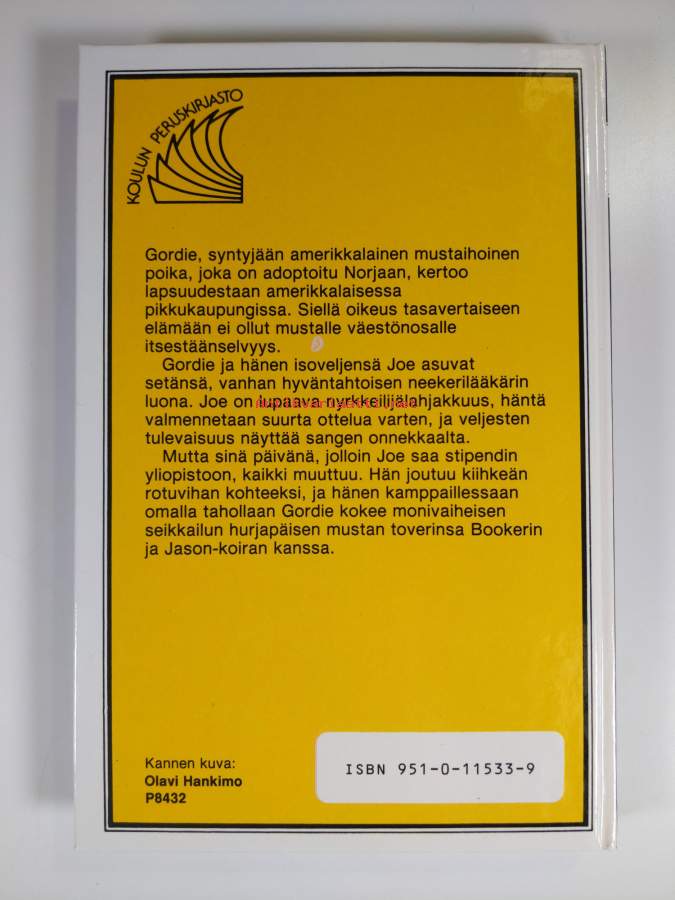 KOULUN PERUSKIRJASTO
Gordie, syntyjään amerikkalainen mustaihoinen
poika, joka on adoptoitu Norjaan, kertoo
lapsuudestaan amerikkalaisessa
pikkukaupungissa. Siellä oikeus tasavertaiseen
elämään ei ollut mustalle väestönosalle
itsestäänselvyys.
Gordie ja hänen isoveljensä Joe asuvat
setänsä, vanhan hyväntahtoisen neekerilääkärin
luona. Joe on lupaava nyrkkeilijälahjakkuus, häntä
valmennetaan suurta ottelua varten, ja veljesten
tulevaisuus näyttää sangen onnekkaalta.
Mutta sinä päivänä, jolloin Joe saa stipendin
yliopistoon, kaikki muuttuu. Hän joutuu kiihkeän
rotuvihan kohteeksi, ja hänen kamppaillessaan
omalla tahollaan Gordie kokee monivaiheisen
seikkailun hurjapäisen mustan toverinsa Bookerin
ja Jason-koiran kanssa.
Kannen kuva:
Olavi Hankimo
P8432
ISBN 951-0-11533-9